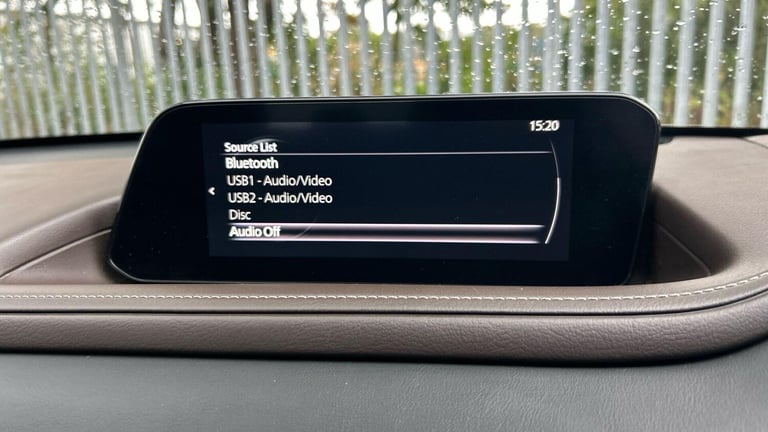 15:20
Source List
Bluetooth
USB1 - Audio/Video
USB2 - Audio/Video
Disc
Audio Off